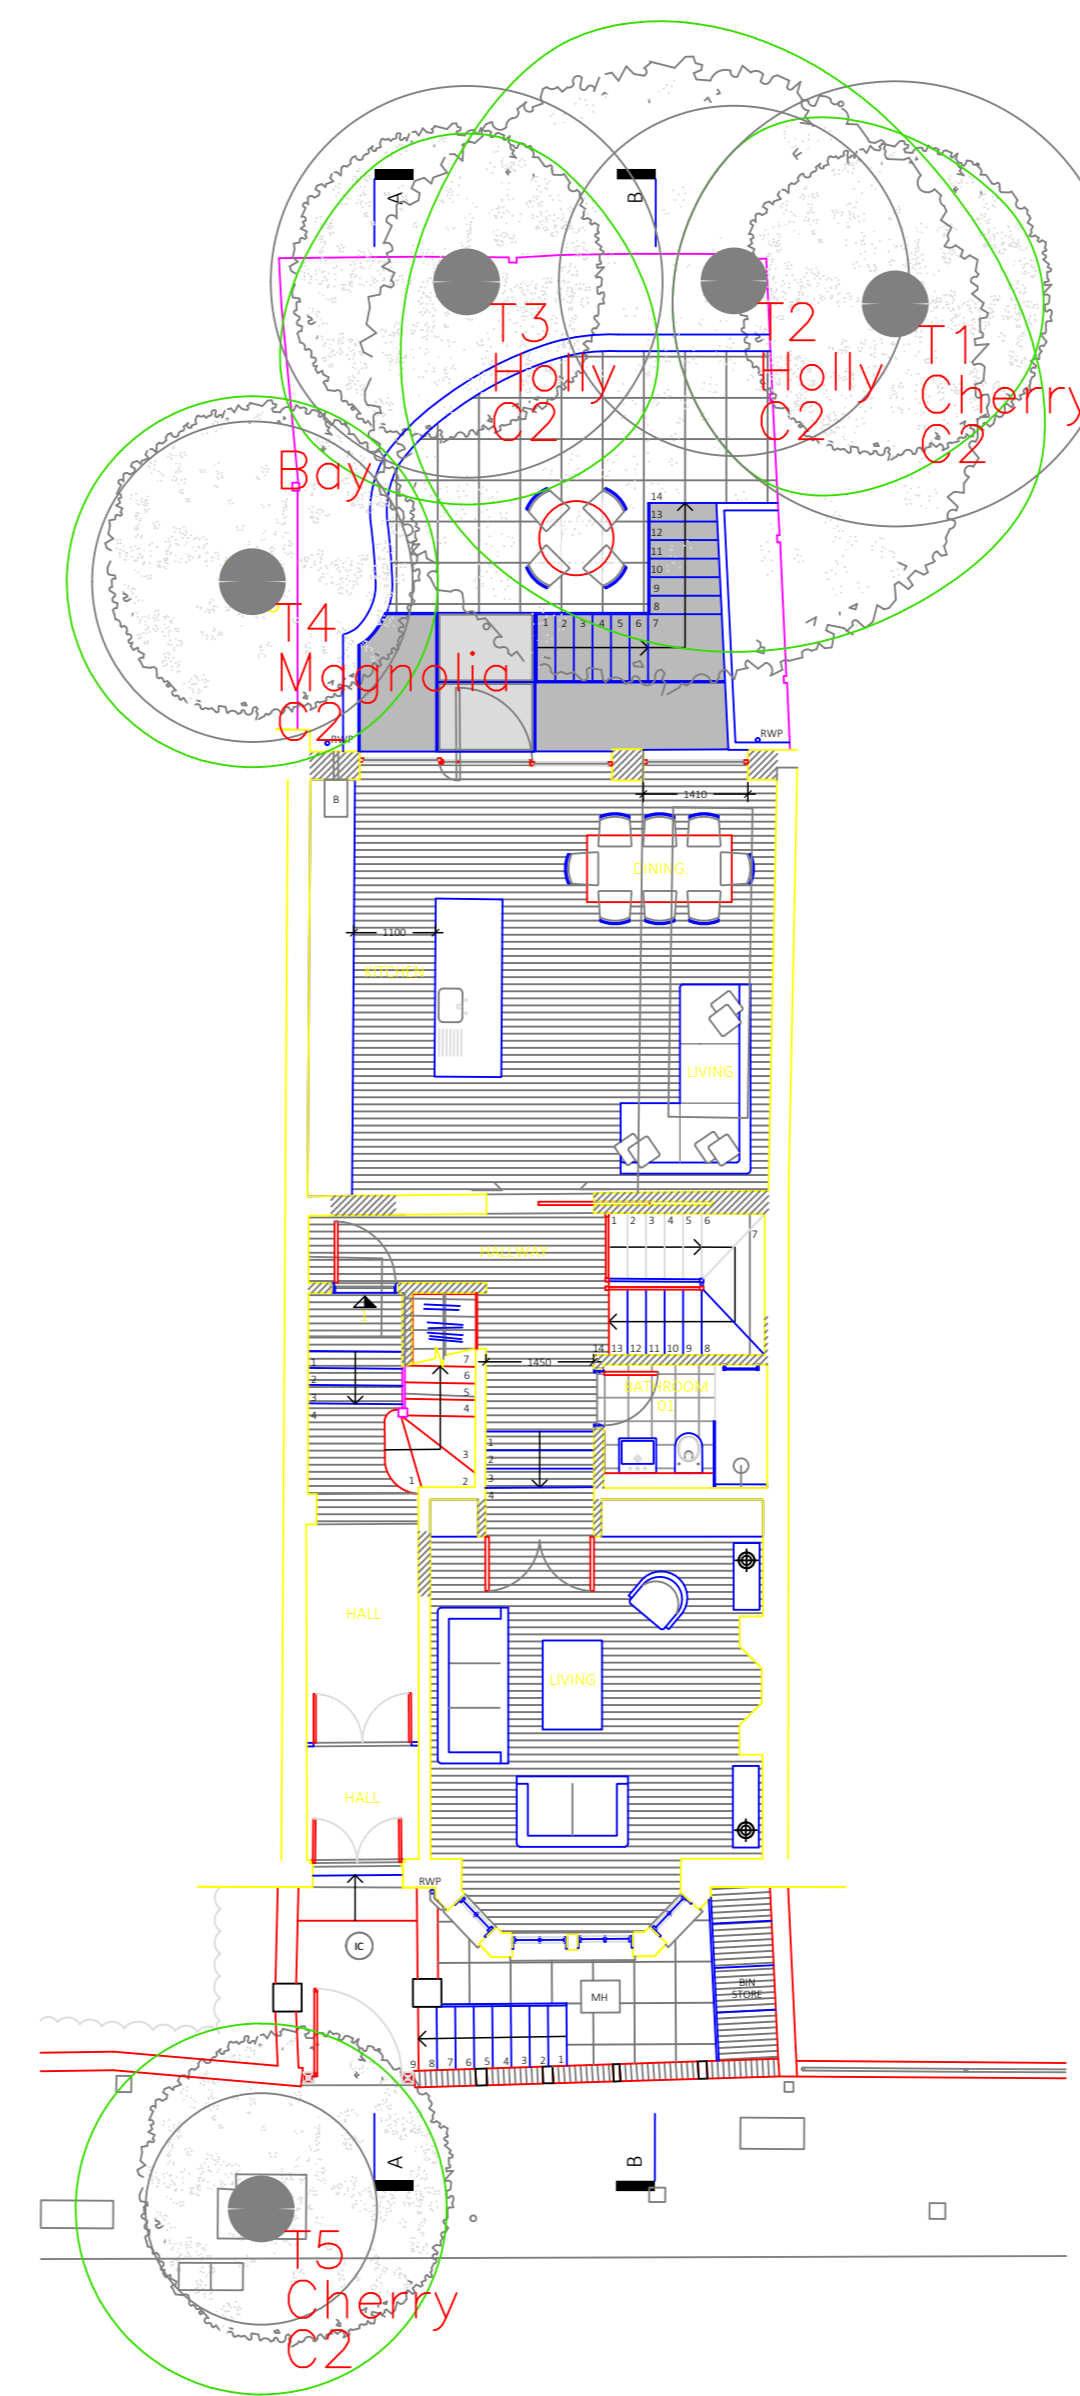 A
B
T3
Holly
C2
T2
Holly
C2
T1
Cherry
C2
Bay
14
13
12
11
10
9
8
1 2 3 4 5 6 7
T4
Magnolia
C2
RWP
RWP
B
1410
DINING
1100
KITCHEN
LIVING
HALLWAY
1 2 3 4 5 6
7
14 13 12 11 10 9 8
1
1
2
3
4
7
6
5
4
3
2
1
1450
BATHROOM
01
1
2
3
4
HALL
LIVING
HALL
RWP
IC
MH
BIN
STORE
9 8 7 6 5 4 3 2 1
A
B
T5
Cherry
C2